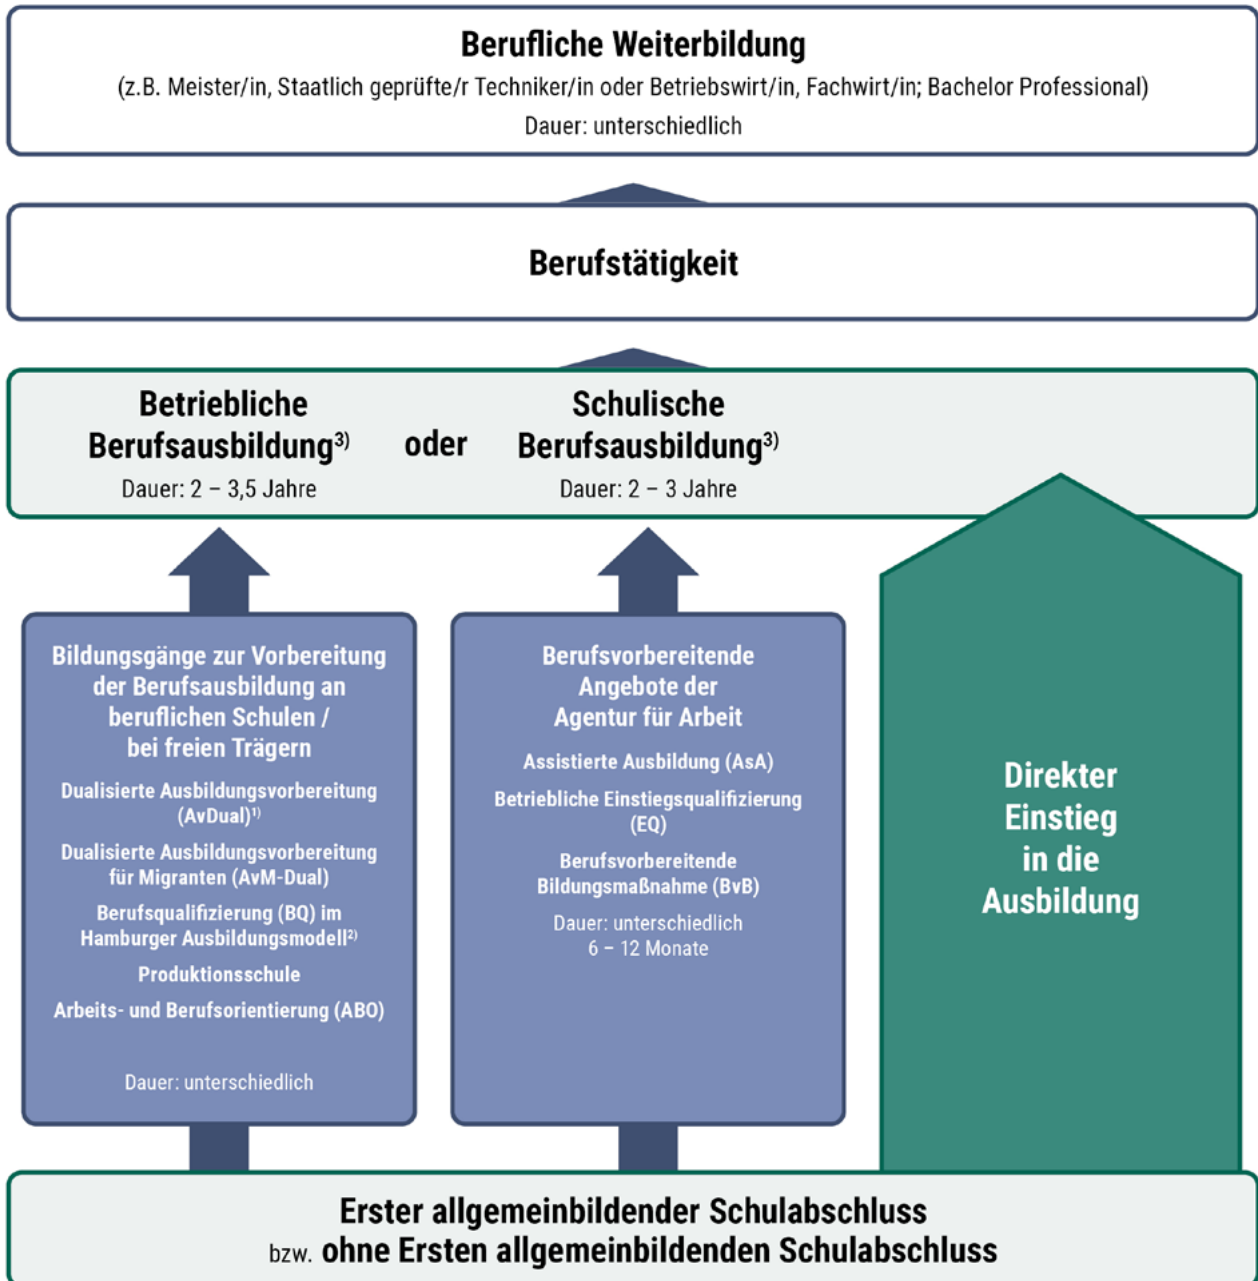 Berufliche Weiterbildung
(z.B. Meister/in, Staatlich geprüfte/r Techniker/in oder Betriebswirt/in, Fachwirt/in; Bachelor Professional)
Dauer: unterschiedlich
Berufstätigkeit
Betriebliche
Berufsausbildung³⁾
Dauer: 2 – 3,5 Jahre
oder
Schulische
Berufsausbildung³⁾
Dauer: 2 – 3 Jahre
Bildungsgänge zur Vorbereitung
der Berufsausbildung an
beruflichen Schulen /
bei freien Trägern
Dualisierte Ausbildungsvorbereitung
(AvDual)¹⁾
Dualisierte Ausbildungsvorbereitung
für Migranten (AvM-Dual)
Berufsqualifizierung (BQ) im
Hamburger Ausbildungsmodell²⁾
Produktionsschule
Arbeits- und Berufsorientierung (ABO)
Dauer: unterschiedlich
Berufsvorbereitende
Angebote der
Agentur für Arbeit
Assistierte Ausbildung (AsA)
Betriebliche Einstiegsqualifizierung
(EQ)
Berufsvorbereitende
Bildungsmaßnahme (BvB)
Dauer: unterschiedlich
6 – 12 Monate
Direkter
Einstieg
in die
Ausbildung
Erster allgemeinbildender Schulabschluss
bzw. ohne Ersten allgemeinbildenden Schulabschluss